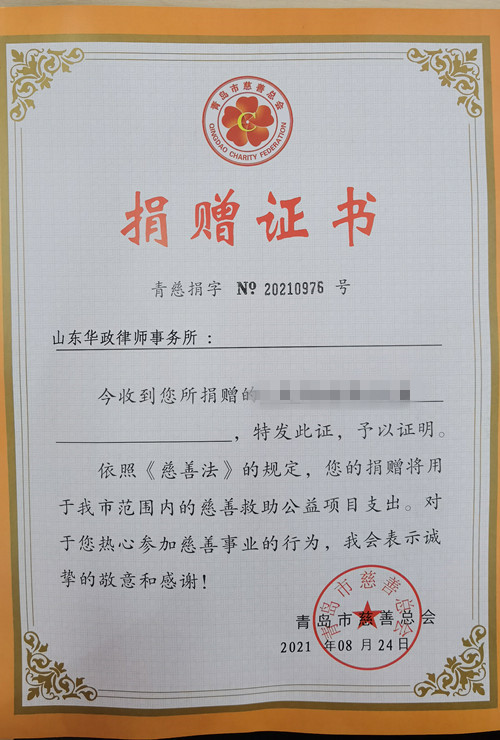 青岛市慈善总会
C
QINGDAO CHARITY FEDERATION
捐赠证书
青慈捐字 № 20210976 号
山东华政律师事务所：
今收到您所捐赠的
，特发此证，予以证明。
依照《慈善法》的规定，您的捐赠将用
于我市范围内的慈善救助公益项目支出。对
于您热心参加慈善事业的行为，我会表示诚
挚的敬意和感谢！
青岛市慈善总会
青岛市慈善总会
2021 年08 月 24日